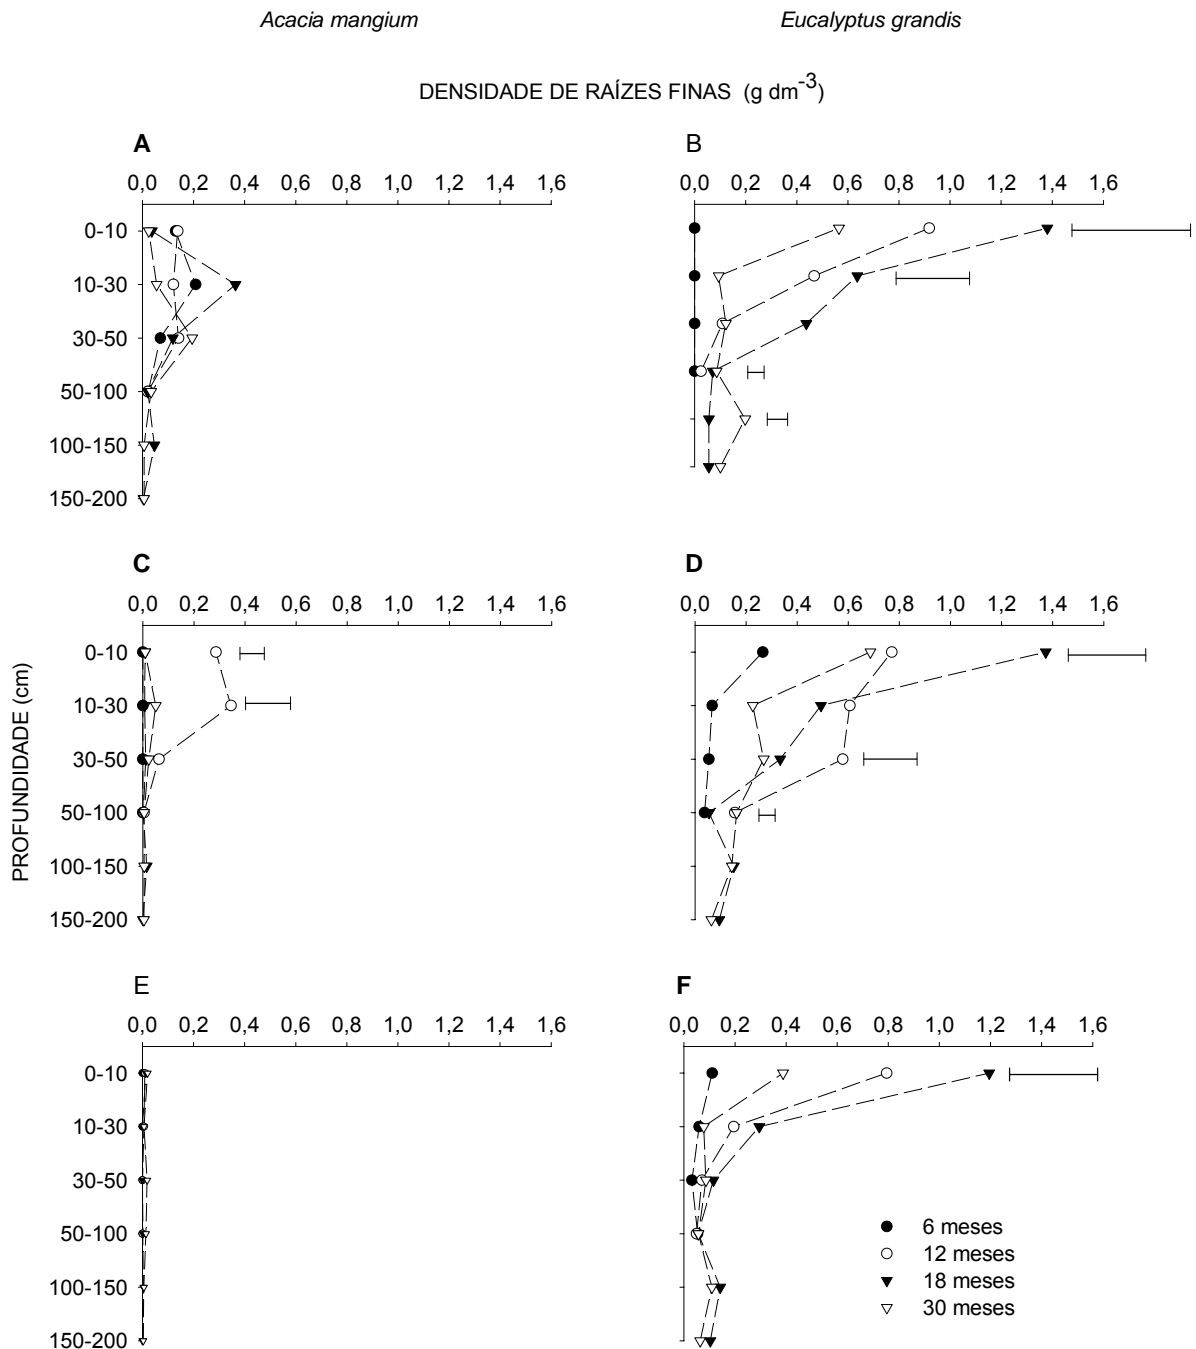 Acacia mangium
Eucalyptus grandis
DENSIDADE DE RAÍZES FINAS (g dm-3)
A
B
0,0 0,2 0,4 0,6 0,8 1,0 1,2 1,4 1,6
0,0 0,2 0,4 0,6 0,8 1,0 1,2 1,4 1,6
0-10
10-30
30-50
50-100
100-150
150-200
C
D
0,0 0,2 0,4 0,6 0,8 1,0 1,2 1,4 1,6
0,0 0,2 0,4 0,6 0,8 1,0 1,2 1,4 1,6
PROFUNDIDADE (cm)
0-10
10-30
30-50
50-100
100-150
150-200
E
F
0,0 0,2 0,4 0,6 0,8 1,0 1,2 1,4 1,6
0,0 0,2 0,4 0,6 0,8 1,0 1,2 1,4 1,6
0-10
10-30
30-50
50-100
100-150
150-200
6 meses
12 meses
18 meses
30 meses